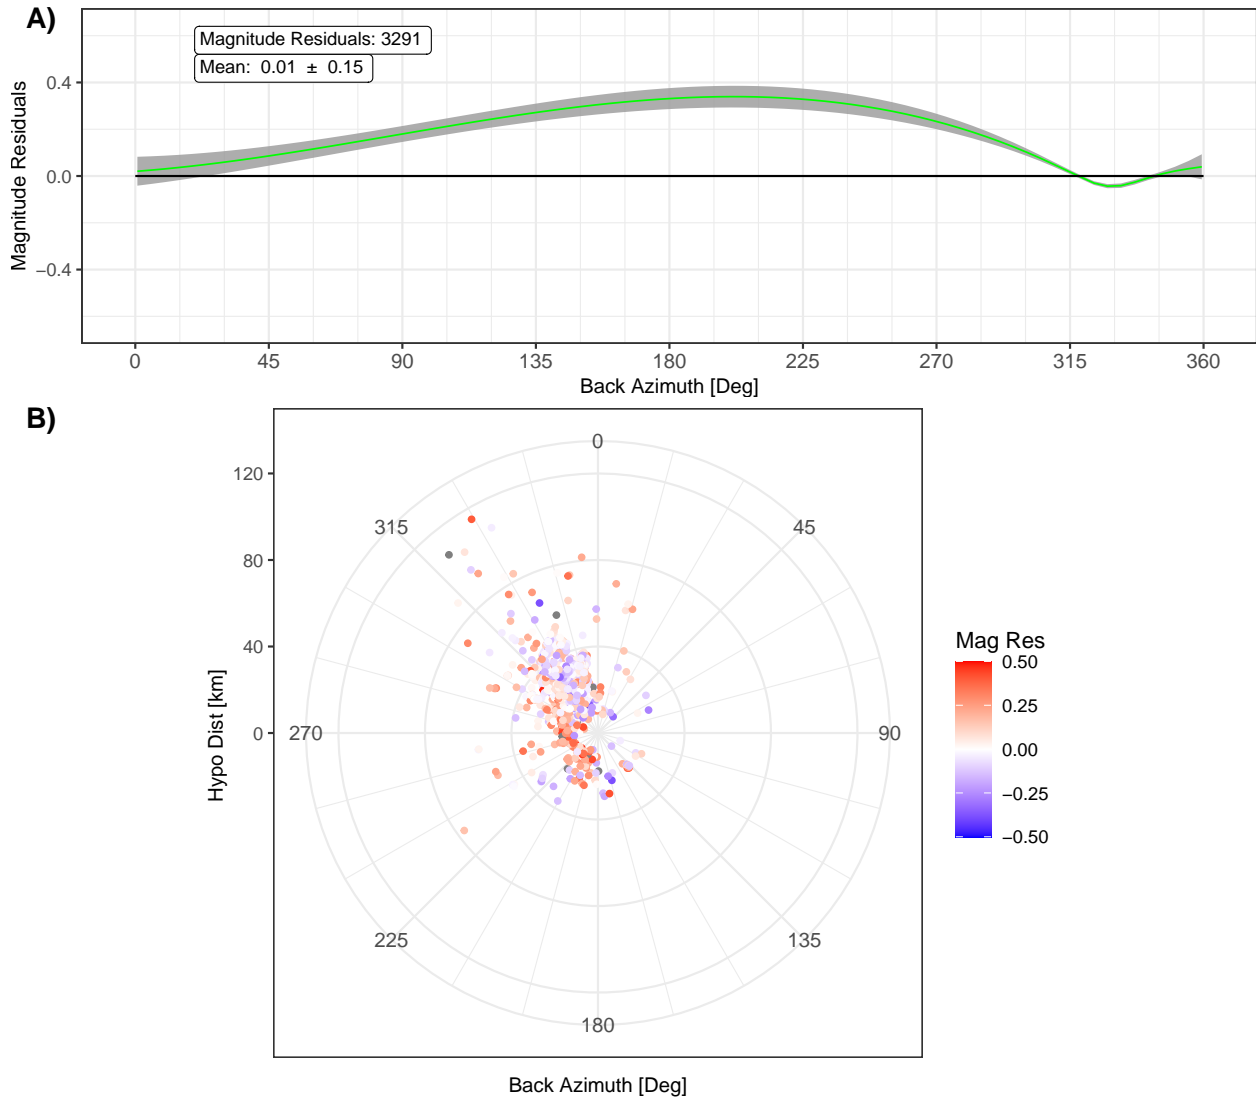 A)
Magnitude Residuals: 3291
Mean:  0.01  ±  0.15
Magnitude Residuals
0.4
0.0
−0.4
0 45 90 135 180 225 270 315 360
Back Azimuth [Deg]
B)
Hypo Dist [km]
120
80
40
0
0
45
90
135
180
225
270
315
Back Azimuth [Deg]
Mag Res
0.50
0.25
0.00
−0.25
−0.50